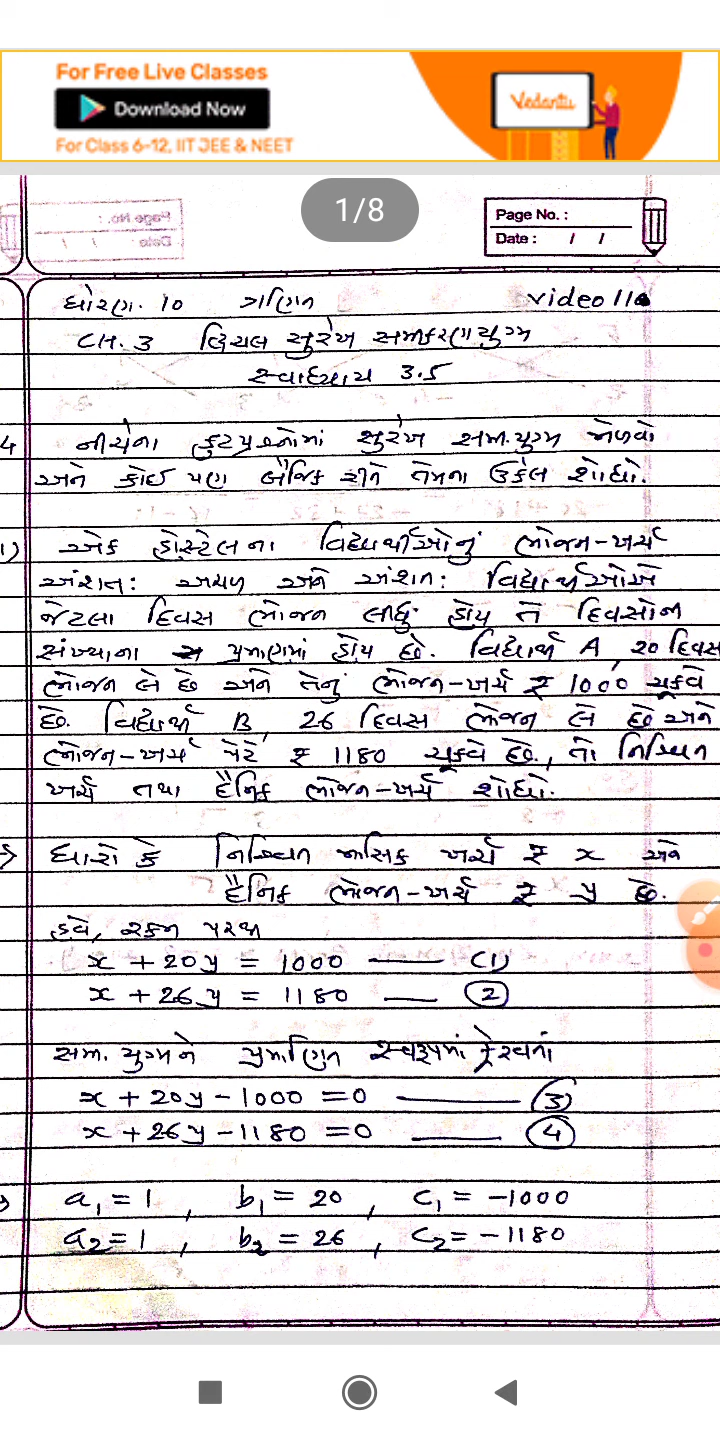 For Free Live Classes
Download Now
For Class 6-12, IIT JEE & NEET
Vedantu
1/8
Page No. :
Date : / /
ધોરણ. 10 ગણિત video 110
CH. 3 દ્વિચલ સુરેખ સમીકરણયુગ્મ
સ્વાધ્યાય 3.5
4 નીચેના કુટપ્રશ્નોમાં સુરેખ સમ.યુગ્મ મેળવો
અને કોઈ પણ બૈજિક રીતે તેમના ઉકેલ શોધો.
1) એક હોસ્ટેલના વિદ્યાર્થીઓનું ભોજન-ખર્ચ
અંશતઃ અચળ અને અંશતઃ વિદ્યાર્થીઓએ
જેટલા દિવસ ભોજન લીધું હોય તે દિવસોની
સંખ્યાના પ્રમાણમાં હોય છે. વિદ્યાર્થી A, 20 દિવસ
ભોજન લે છે અને તેનું ભોજન-ખર્ચ ₹ 1000 ચૂકવે
છે. વિદ્યાર્થી B, 26 દિવસ ભોજન લે છે અને
ભોજન-ખર્ચ પેટે ₹ 1180 ચૂકવે છે, તો નિશ્ચિત
ખર્ચ તથા દૈનિક ભોજન-ખર્ચ શોધો.
→ ધારો કે નિશ્ચિત માસિક ખર્ચ ₹ x અને
દૈનિક ભોજન-ખર્ચ ₹ y છે.
હવે, રકમ પરથી
x + 20y = 1000 —— (1)
x + 26y = 1180 —— (2)
સમ. યુગ્મને પ્રમાણિત સ્વરૂપમાં ફેરવતાં
x + 20y - 1000 = 0 —— (3)
x + 26y - 1180 = 0 —— (4)
a₁ = 1 , b₁ = 20 , c₁ = -1000
a₂ = 1 , b₂ = 26 , c₂ = -1180